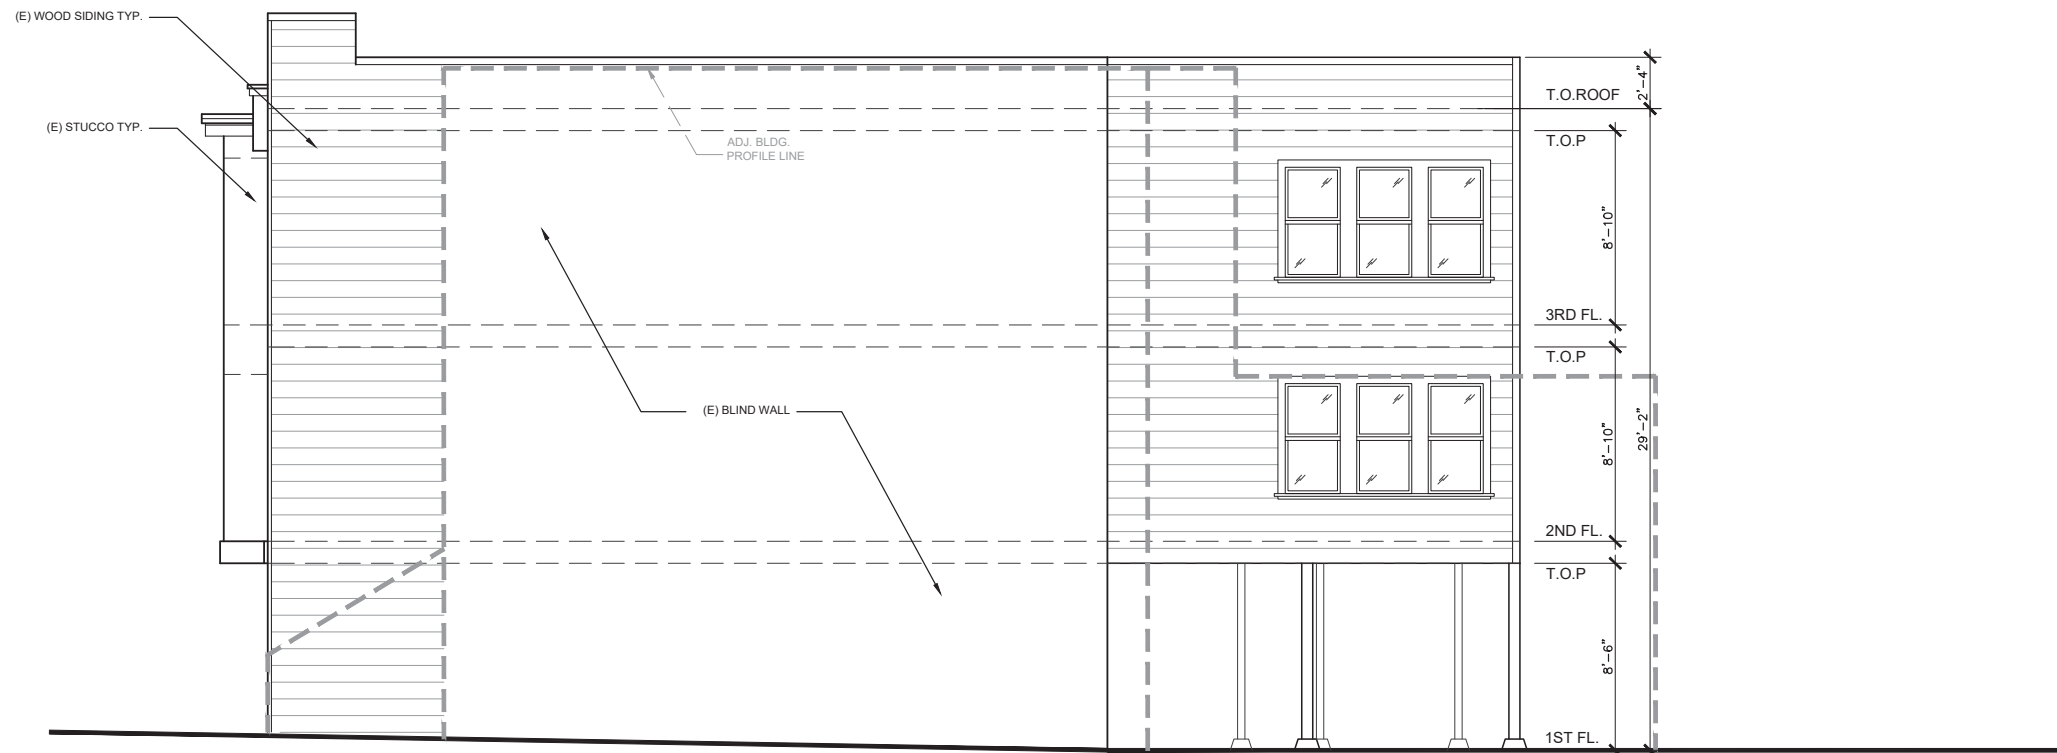 (E) WOOD SIDING TYP.
2'-4"
T.O.ROOF
(E) STUCCO TYP.
T.O.P
ADJ. BLDG.
PROFILE LINE
8'-10"
3RD FL.
T.O.P
(E) BLIND WALL
8'-10"
29'-2"
2ND FL.
T.O.P
8'-6"
1ST FL.